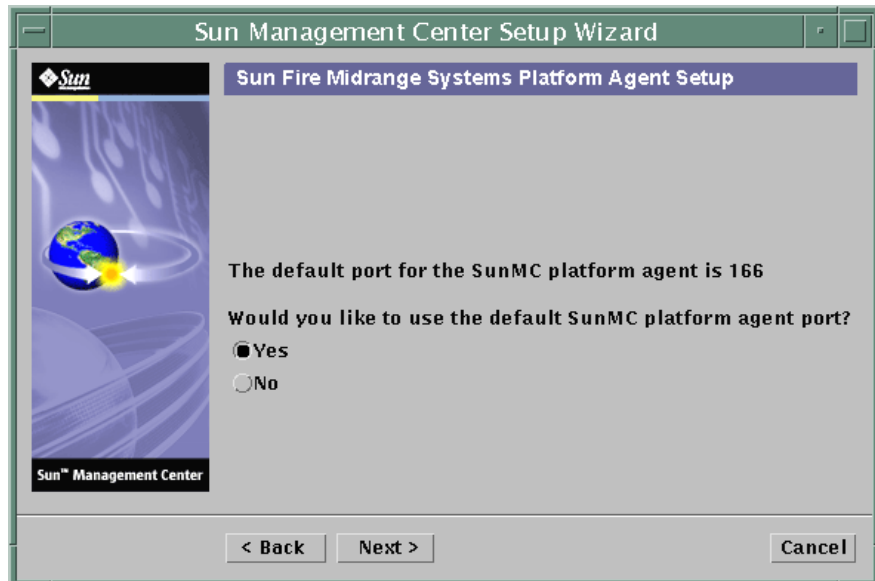 Sun Management Center Setup Wizard
Sun
Sun Fire Midrange Systems Platform Agent Setup
The default port for the SunMC platform agent is 166
Would you like to use the default SunMC platform agent port?
Yes
No
Sun™ Management Center
< Back
Next >
Cancel